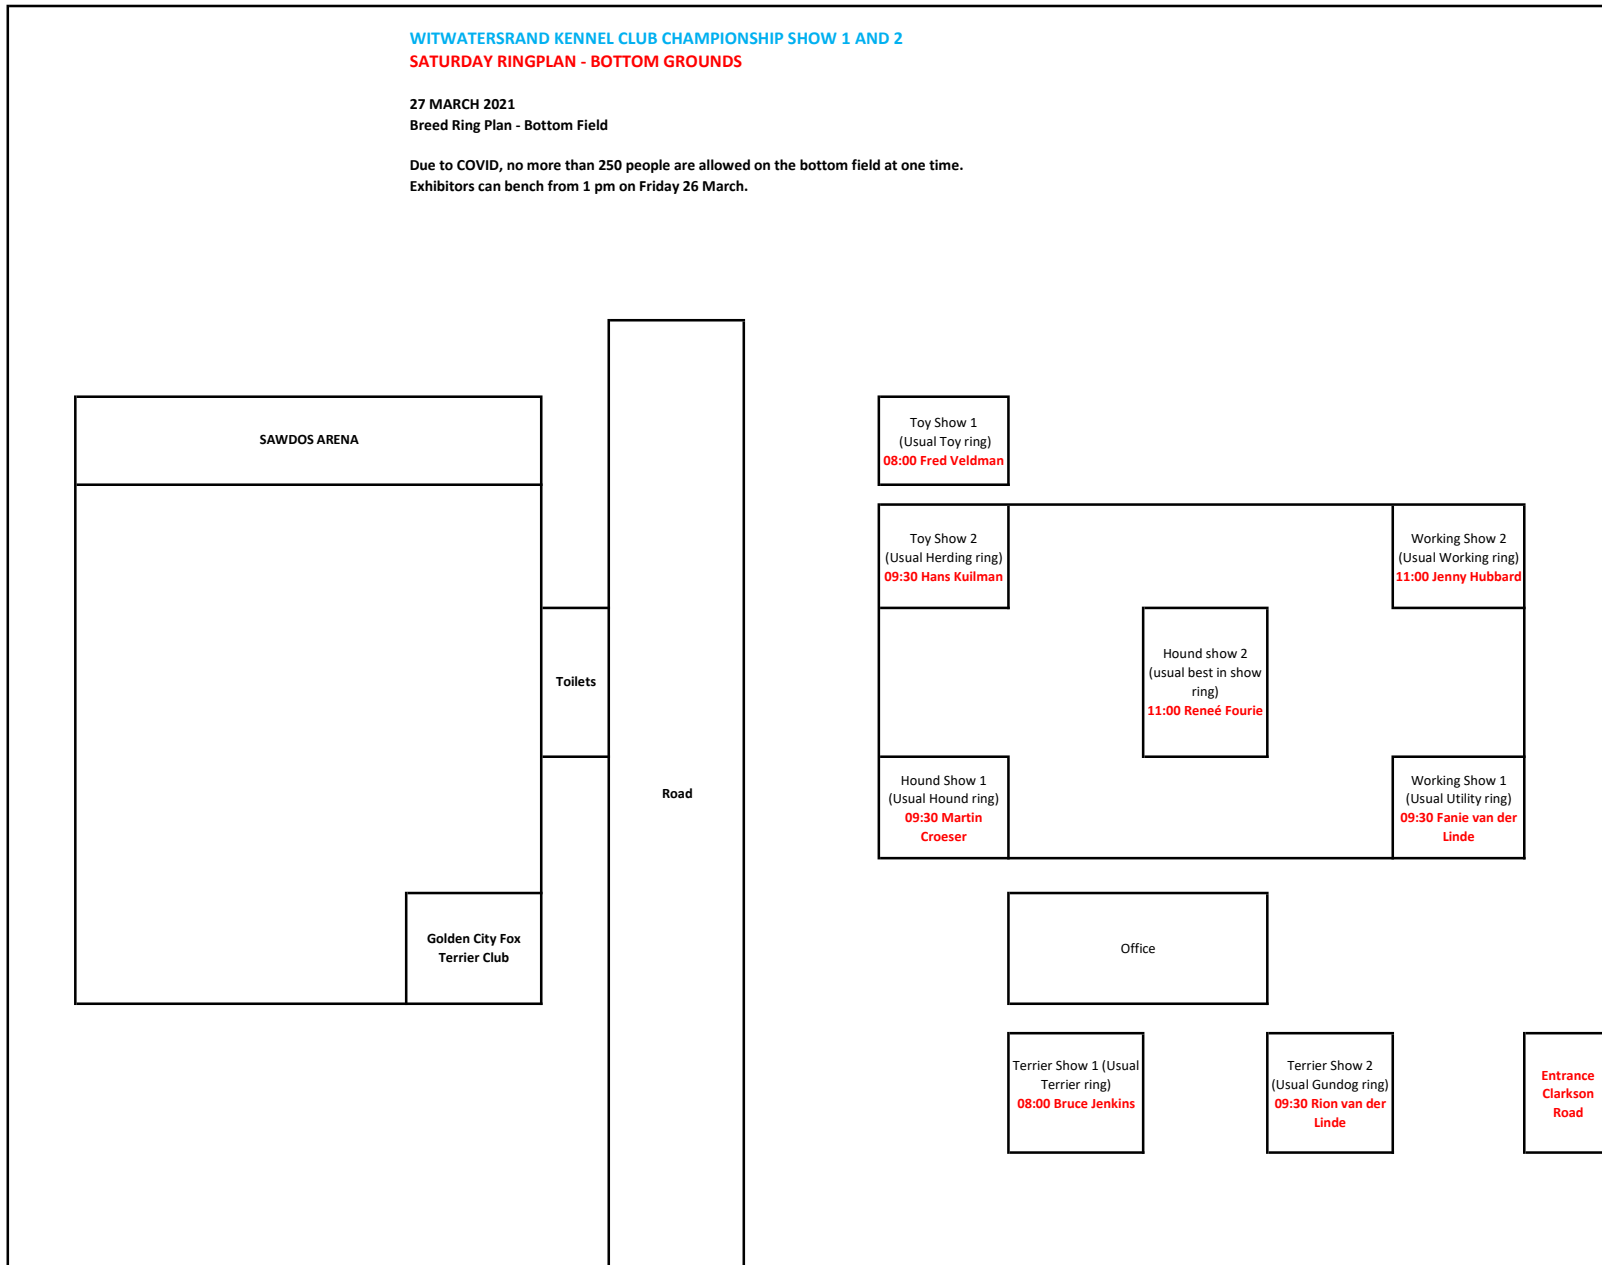 WITWATERSRAND KENNEL CLUB CHAMPIONSHIP SHOW 1 AND 2
SATURDAY RINGPLAN - BOTTOM GROUNDS
27 MARCH 2021
Breed Ring Plan - Bottom Field
Due to COVID, no more than 250 people are allowed on the bottom field at one time.
Exhibitors can bench from 1 pm on Friday 26 March.
SAWDOS ARENA
Toy Show 1
(Usual Toy ring)
08:00 Fred Veldman
Toy Show 2
(Usual Herding ring)
09:30 Hans Kuilman
Working Show 2
(Usual Working ring)
11:00 Jenny Hubbard
Toilets
Hound show 2
(usual best in show
ring)
11:00 Reneé Fourie
Road
Hound Show 1
(Usual Hound ring)
09:30 Martin
Croeser
Working Show 1
(Usual Utility ring)
09:30 Fanie van der
Linde
Golden City Fox
Terrier Club
Office
Terrier Show 1 (Usual
Terrier ring)
08:00 Bruce Jenkins
Terrier Show 2
(Usual Gundog ring)
09:30 Rion van der
Linde
Entrance
Clarkson
Road